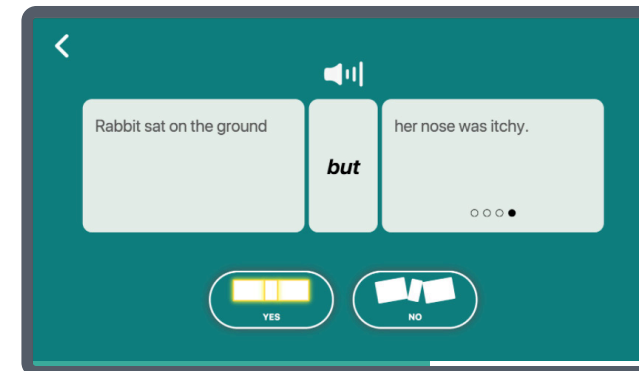 Rabbit sat on the ground
but
her nose was itchy.
YES
NO